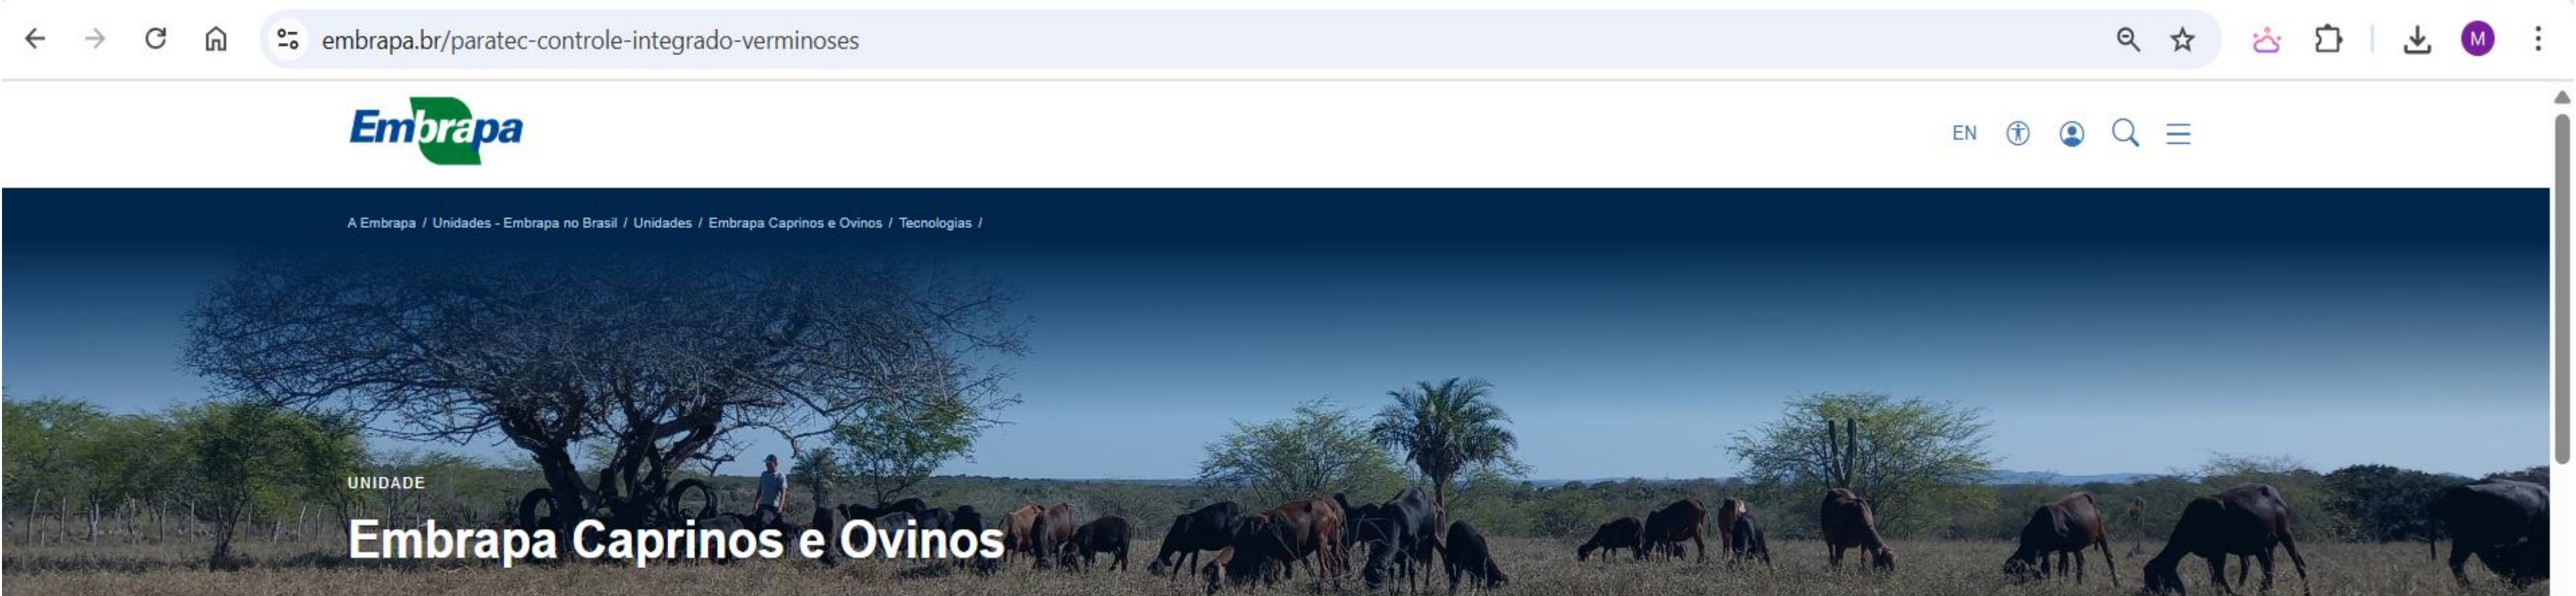 embrapa.br/paratec-controle-integrado-verminoses
M
Embrapa
EN
A Embrapa / Unidades - Embrapa no Brasil / Unidades / Embrapa Caprinos e Ovinos / Tecnologias /
UNIDADE
Embrapa Caprinos e Ovinos